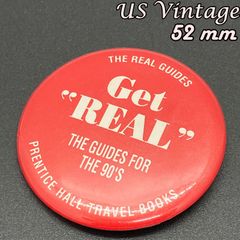 US Vintage
52 mm
THE REAL GUIDES
Get
"REAL"
THE GUIDES FOR
THE 90'S
PRENTICE HALL TRAVEL BOOKS